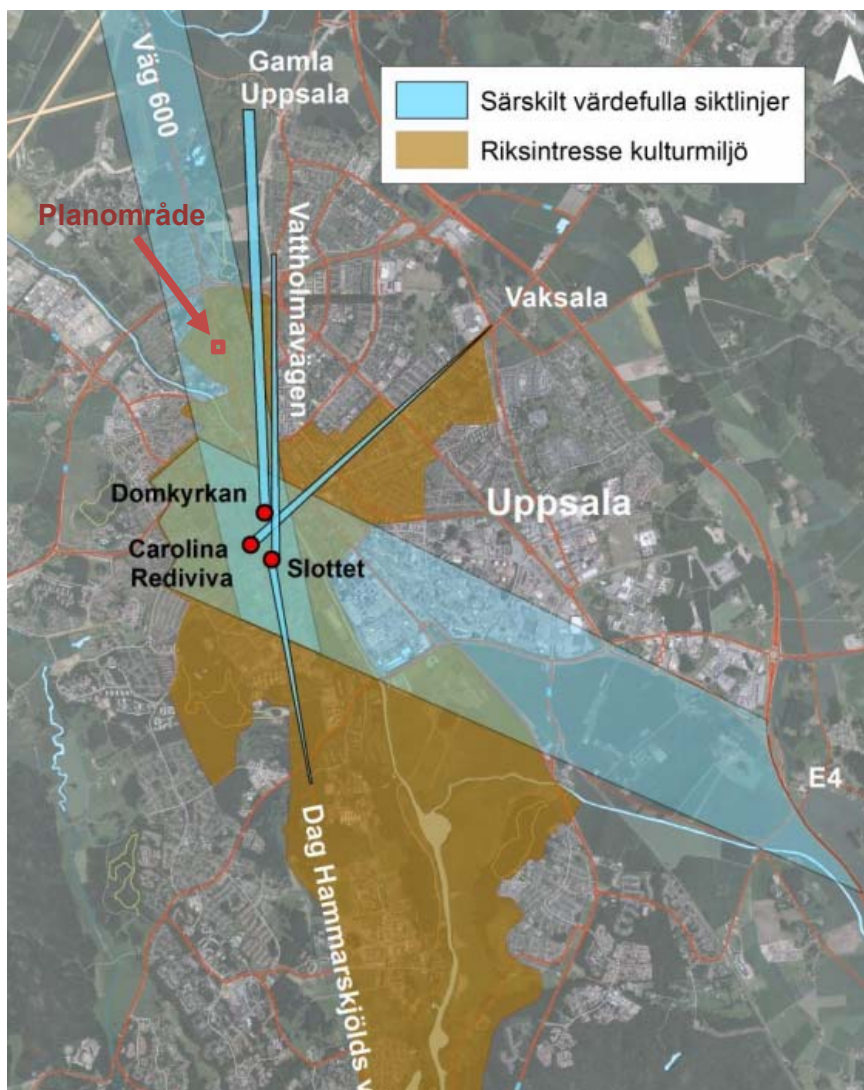 Väg 600
Gamla
Uppsala
Särskilt värdefulla siktlinjer
Riksintresse kulturmiljö
Planområde
Vattholmavägen
Vaksala
Domkyrkan
Uppsala
Carolina
Rediviva
Slottet
E4
Dag Hammarskjölds v